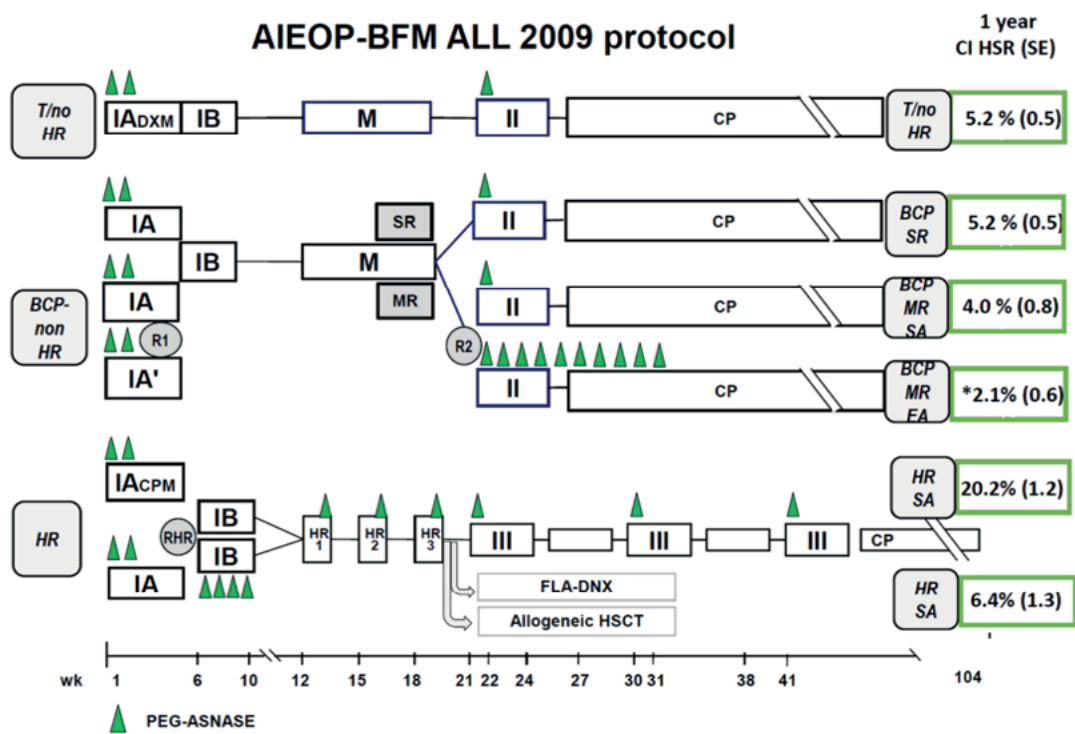 AIEOP-BFM ALL 2009 protocol
1 year
CI HSR (SE)
T/no
HR
IADXM
IB
M
II
CP
T/no
HR
5.2 % (0.5)
BCP-
non
HR
IA
IA
R1
IA'
IB
SR
M
MR
R2
II
CP
BCP
SR
5.2 % (0.5)
II
CP
BCP
MR
SA
4.0 % (0.8)
II
CP
BCP
MR
EA
*2.1% (0.6)
HR
IACPM
IA
RHR
IB
IB
HR
1
HR
2
HR
3
III
III
III
CP
FLA-DNX
Allogeneic HSCT
HR
SA
20.2% (1.2)
HR
SA
6.4% (1.3)
wk 1 6 10 12 15 18 21 22 24 27 30 31 38 41 104
PEG-ASNASE